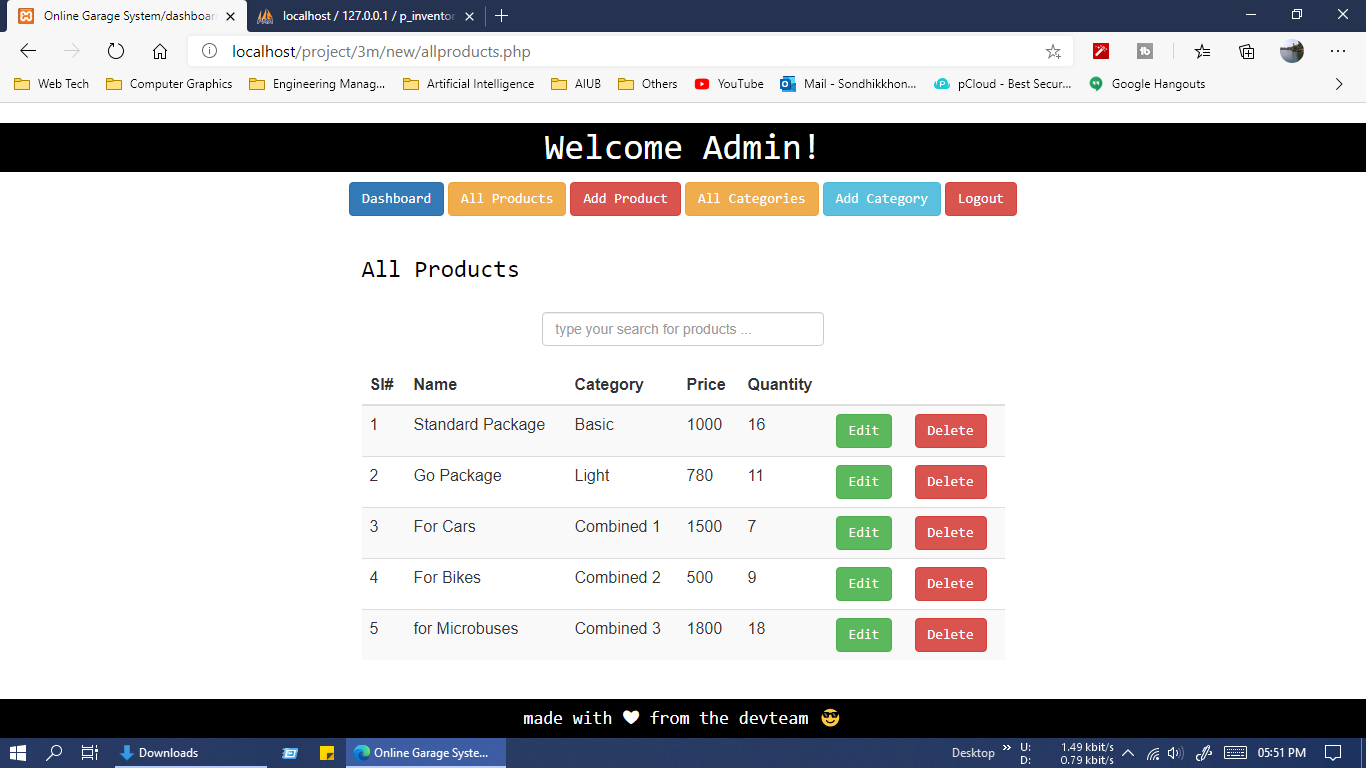 Online Garage System/dashboar
localhost / 127.0.0.1 / p_inventor
localhost/project/3m/new/allproducts.php
tb
Web Tech Computer Graphics Engineering Manag... Artificial Intelligence AIUB Others YouTube Mail - Sondhikkhon... pCloud - Best Secur... Google Hangouts
Welcome Admin!
Dashboard All Products Add Product All Categories Add Category Logout
All Products
type your search for products ...
Sl# Name Category Price Quantity
1 Standard Package Basic 1000 16 Edit Delete
2 Go Package Light 780 11 Edit Delete
3 For Cars Combined 1 1500 7 Edit Delete
4 For Bikes Combined 2 500 9 Edit Delete
5 for Microbuses Combined 3 1800 18 Edit Delete
made with 🤍 from the devteam 😎
Downloads Online Garage Syste... Desktop » U: 1.49 kbit/s 05:51 PM
D: 0.79 kbit/s